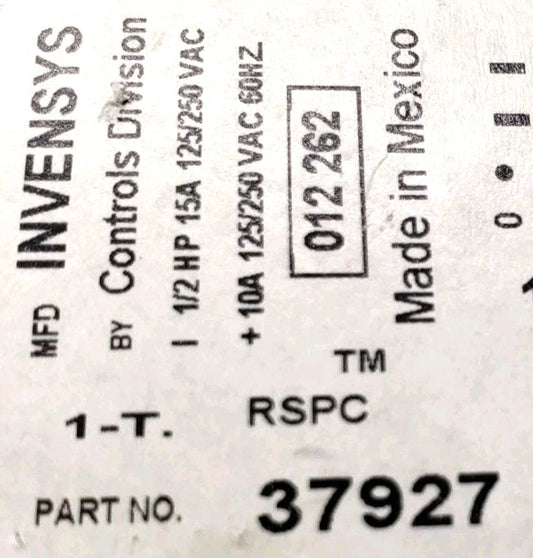 MFD INVENSYS
BY Controls Division
I 1/2 HP 15A 125/250 VAC
+ 10A 125/250 VAC 60HZ
012 262
Made in Mexico
0
TM
1-T. RSPC
PART NO. 37927